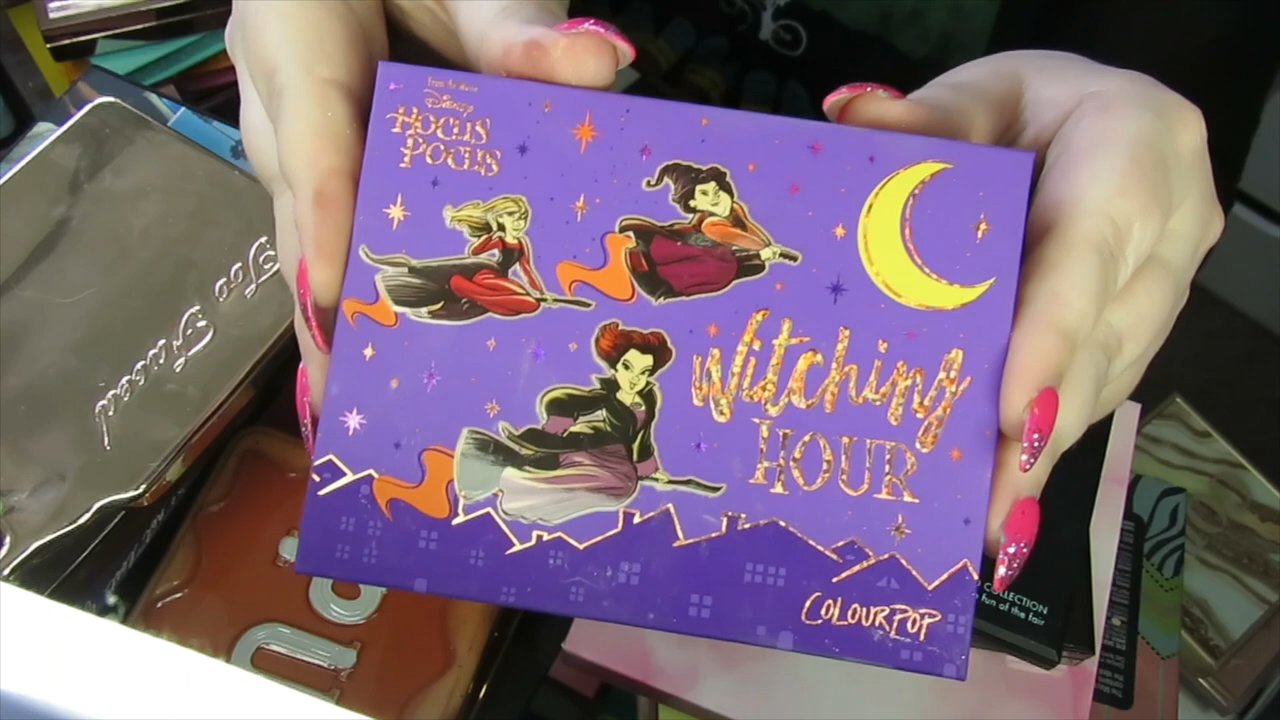 From the movie
Disney
HOCUS
POCUS
Witching
HOUR
COLOURPOP
Too Faced
COLLECTION
fun of the fair